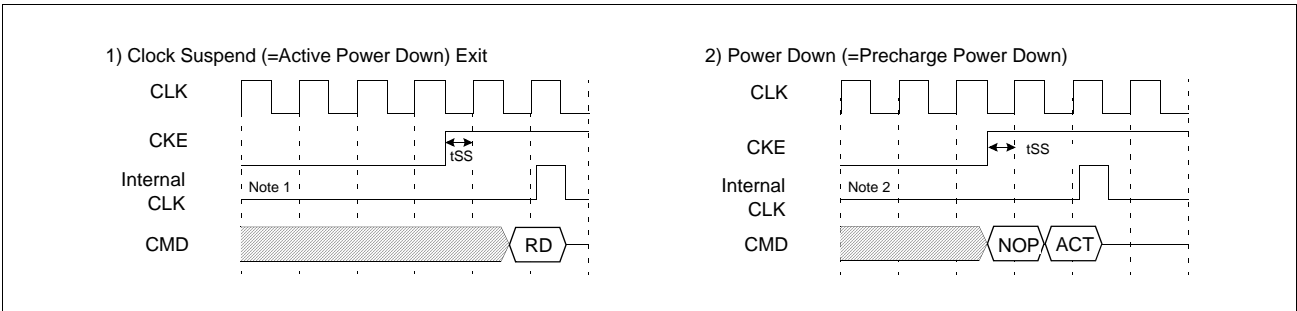 1) Clock Suspend (=Active Power Down) Exit
CLK
CKE
tSS
Internal
CLK
Note 1
CMD
RD
2) Power Down (=Precharge Power Down)
CLK
CKE
tSS
Internal
CLK
Note 2
CMD
NOP
ACT